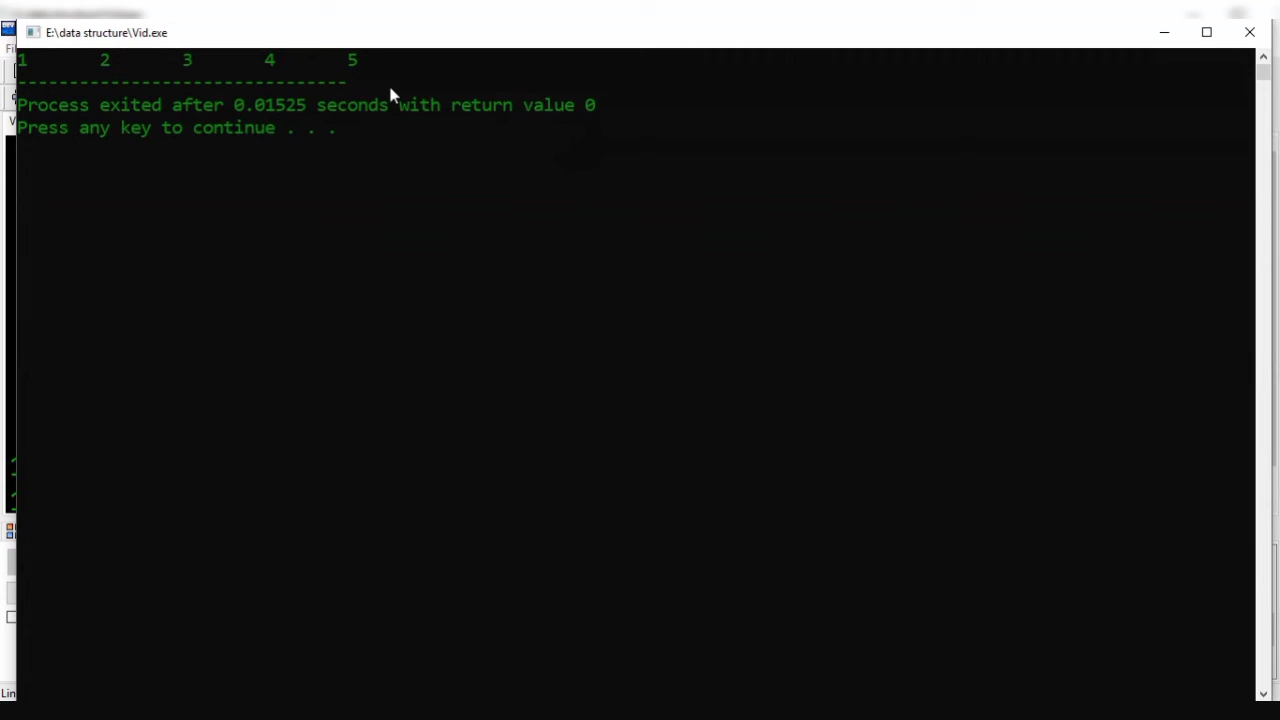 E:\data structure\Vid.exe
1 2 3 4 5
--------------------------------
Process exited after 0.01525 seconds with return value 0
Press any key to continue . . .
Lin